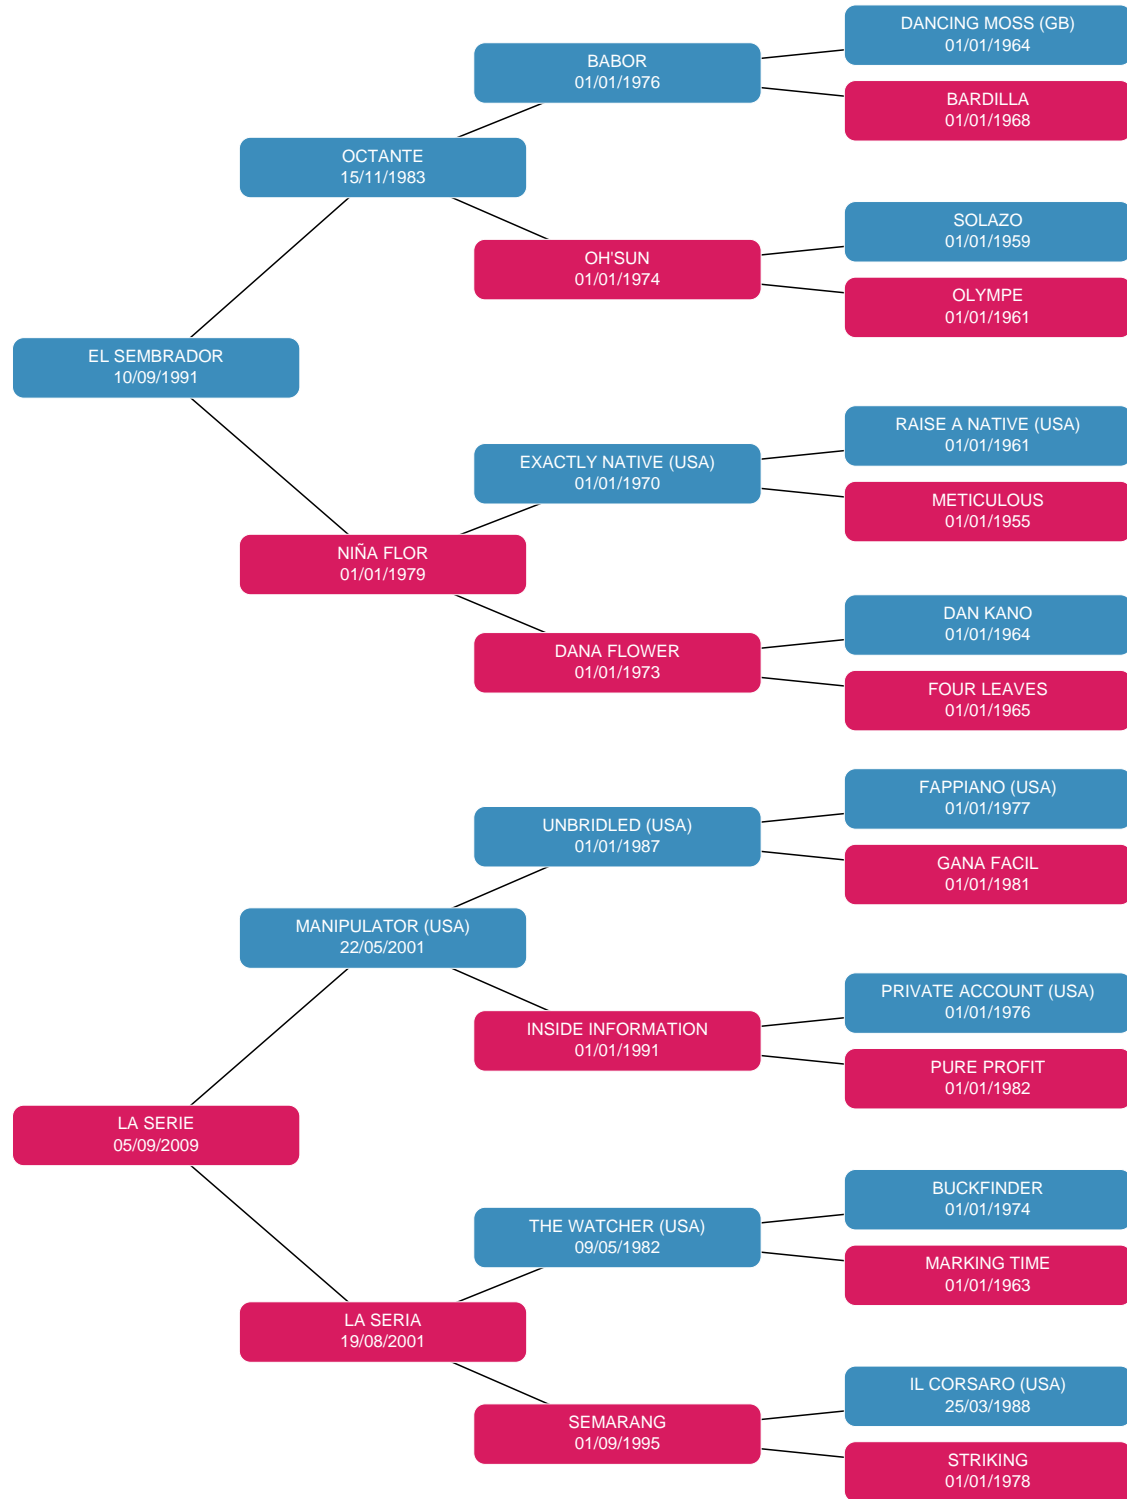 DANCING MOSS (GB)
01/01/1964
BABOR
01/01/1976
BARDILLA
01/01/1968
OCTANTE
15/11/1983
SOLAZO
01/01/1959
OH'SUN
01/01/1974
OLYMPE
01/01/1961
EL SEMBRADOR
10/09/1991
RAISE A NATIVE (USA)
01/01/1961
EXACTLY NATIVE (USA)
01/01/1970
METICULOUS
01/01/1955
NIÑA FLOR
01/01/1979
DAN KANO
01/01/1964
DANA FLOWER
01/01/1973
FOUR LEAVES
01/01/1965
FAPPIANO (USA)
01/01/1977
UNBRIDLED (USA)
01/01/1987
GANA FACIL
01/01/1981
MANIPULATOR (USA)
22/05/2001
PRIVATE ACCOUNT (USA)
01/01/1976
INSIDE INFORMATION
01/01/1991
PURE PROFIT
01/01/1982
LA SERIE
05/09/2009
BUCKFINDER
01/01/1974
THE WATCHER (USA)
09/05/1982
MARKING TIME
01/01/1963
LA SERIA
19/08/2001
IL CORSARO (USA)
25/03/1988
SEMARANG
01/09/1995
STRIKING
01/01/1978